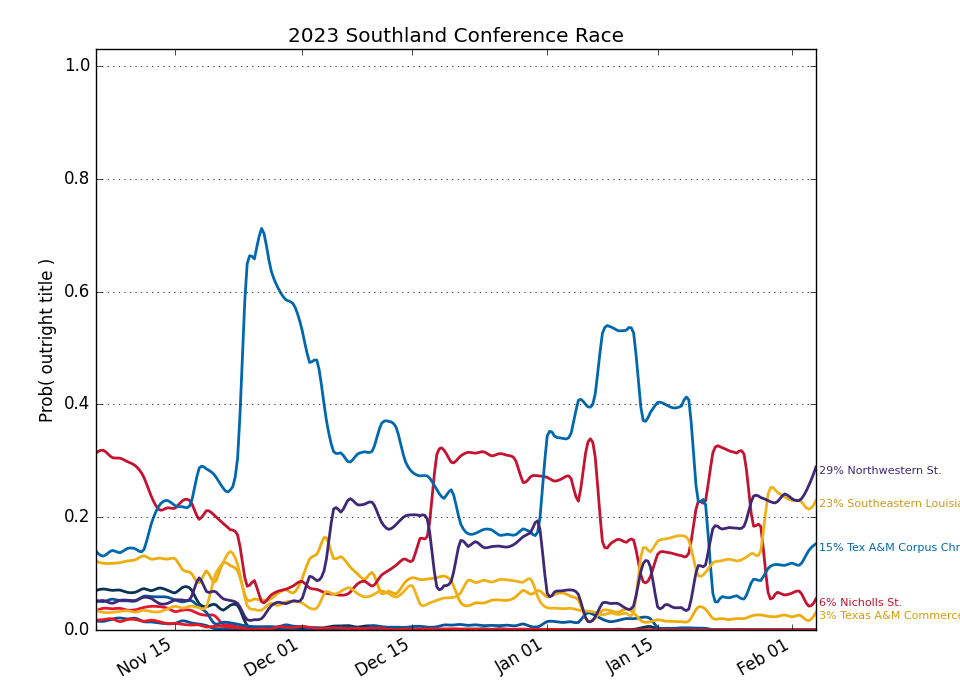 2023 Southland Conference Race
Prob( outright title )
1.0
0.8
0.6
0.4
0.2
0.0
Nov 15
Dec 01
Dec 15
Jan 01
Jan 15
Feb 01
29% Northwestern St.
23% Southeastern Louisia
15% Tex A&M Corpus Chr
6% Nicholls St.
3% Texas A&M Commerce